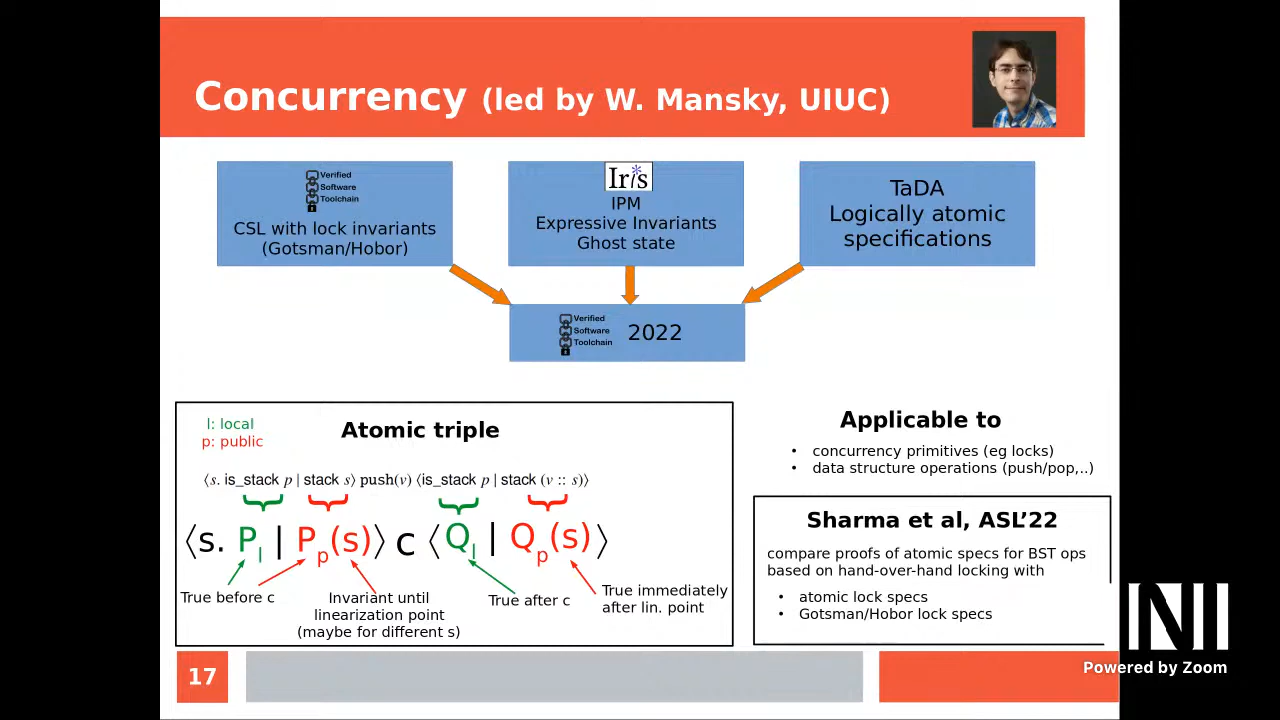 Concurrency (led by W. Mansky, UIUC)
Verified
Software
Toolchain
CSL with lock invariants
(Gotsman/Hobor)
Iris
IPM
Expressive Invariants
Ghost state
TaDA
Logically atomic
specifications
Verified
Software
Toolchain
2022
l: local
p: public
Atomic triple
⟨s. is_stack p | stack s⟩ push(v) ⟨is_stack p | stack (v :: s)⟩
⟨s. Pₗ | Pₚ(s)⟩ c ⟨Qₗ | Qₚ(s)⟩
True before c
Invariant until
linearization point
(maybe for different s)
True after c
True immediately
after lin. point
Applicable to
• concurrency primitives (eg locks)
• data structure operations (push/pop,..)
Sharma et al, ASL’22
compare proofs of atomic specs for BST ops
based on hand-over-hand locking with
• atomic lock specs
• Gotsman/Hobor lock specs
17
Powered by Zoom